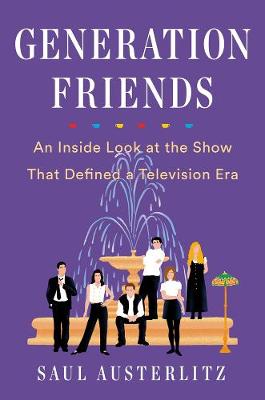 GENERATION
FRIENDS
An Inside Look at the Show
That Defined a Television Era
SAUL AUSTERLITZ